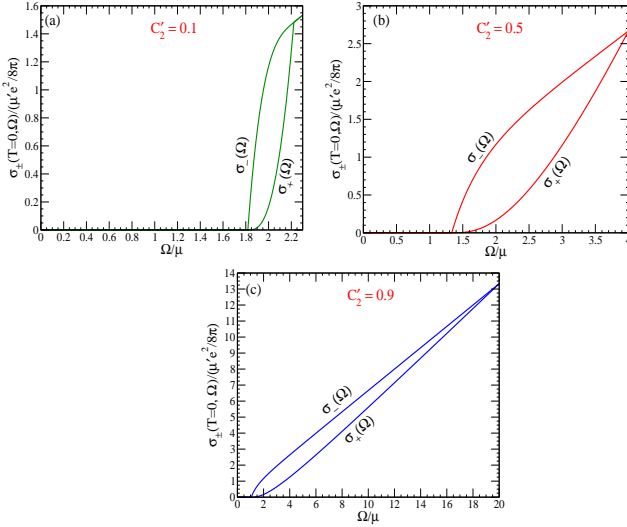 (a)
C′₂ = 0.1
σ±(T=0,Ω)/(μ′e²/8π)
1.6
1.4
1.2
1
0.8
0.6
0.4
0.2
0
σ₋(Ω)
σ₊(Ω)
0 0.2 0.4 0.6 0.8 1 1.2 1.4 1.6 1.8 2 2.2
Ω/μ
(b)
C′₂ = 0.5
σ±(T=0,Ω)/(μ′e²/8π)
3
2.5
2
1.5
1
0.5
0
σ₋(Ω)
σ₊(Ω)
0 0.5 1 1.5 2 2.5 3 3.5 4
Ω/μ
(c)
C′₂ = 0.9
σ±(T=0, Ω)/(μ′e²/8π)
14
13
12
11
10
9
8
7
6
5
4
3
2
1
0
σ₋(Ω)
σ₊(Ω)
0 2 4 6 8 10 12 14 16 18 20
Ω/μ